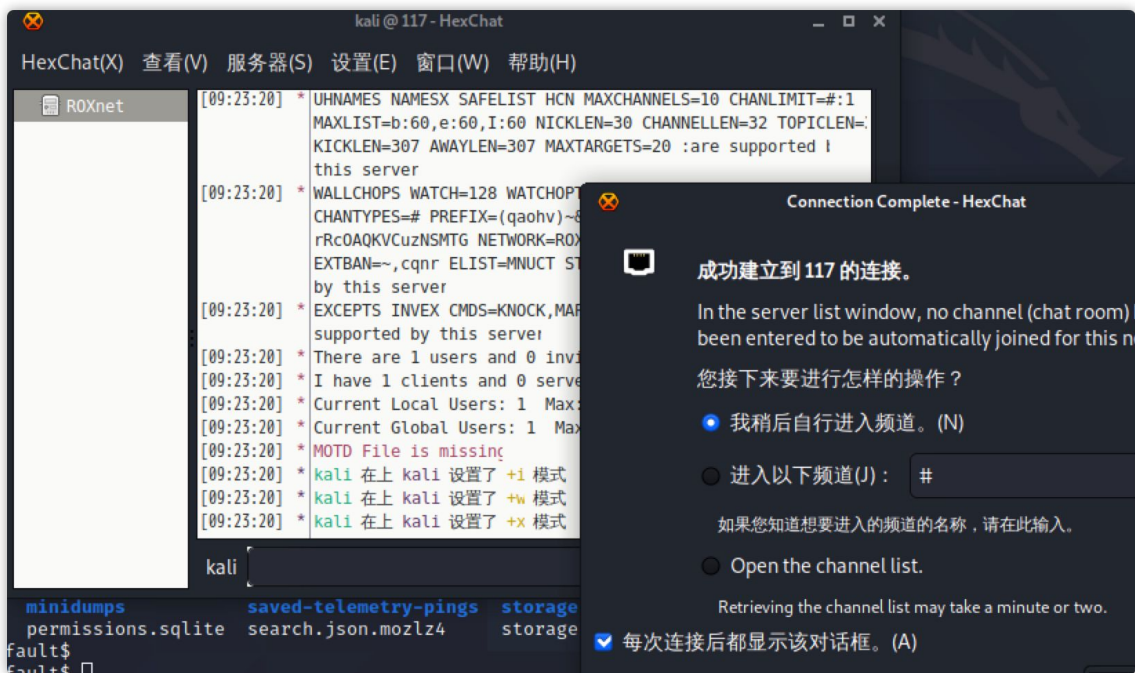 kali @ 117 - HexChat
HexChat(X) 查看(V) 服务器(S) 设置(E) 窗口(W) 帮助(H)
ROXnet
[09:23:20] * UHNAMES NAMESX SAFELIST HCN MAXCHANNELS=10 CHANLIMIT=#:1
MAXLIST=b:60,e:60,I:60 NICKLEN=30 CHANNELLEN=32 TOPICLEN=
KICKLEN=307 AWAYLEN=307 MAXTARGETS=20 :are supported
this server
[09:23:20] * WALLCHOPS WATCH=128
CHANTYPES=# PREFIX=(qaohv)~&
rRcOAQKVCuzNSMTG NETWORK=ROX
EXTBAN=~,cqnr ELIST=MNUCT
by this server
[09:23:20] * EXCEPTS INVEX CMDS=KNOCK,MAP
supported by this server
[09:23:20] * There are 1 users and 0 invi
[09:23:20] * I have 1 clients and 0 serve
[09:23:20] * Current Local Users: 1 Max:
[09:23:20] * Current Global Users: 1 Max
[09:23:20] * MOTD File is missing
[09:23:20] * kali 在上 kali 设置了 +i 模式
[09:23:20] * kali 在上 kali 设置了 +w 模式
[09:23:20] * kali 在上 kali 设置了 +x 模式
kali
Connection Complete - HexChat
成功建立到 117 的连接。
In the server list window, no channel (chat room)
been entered to be automatically joined for this
您接下来要进行怎样的操作？
我稍后自行进入频道。(N)
进入以下频道(J)： #
如果您知道想要进入的频道的名称，请在此输入。
Open the channel list.
Retrieving the channel list may take a minute or two.
每次连接后都显示该对话框。(A)
minidumps saved-telemetry-pings storage
permissions.sqlite search.json.mozlz4 storage
fault$
fault$